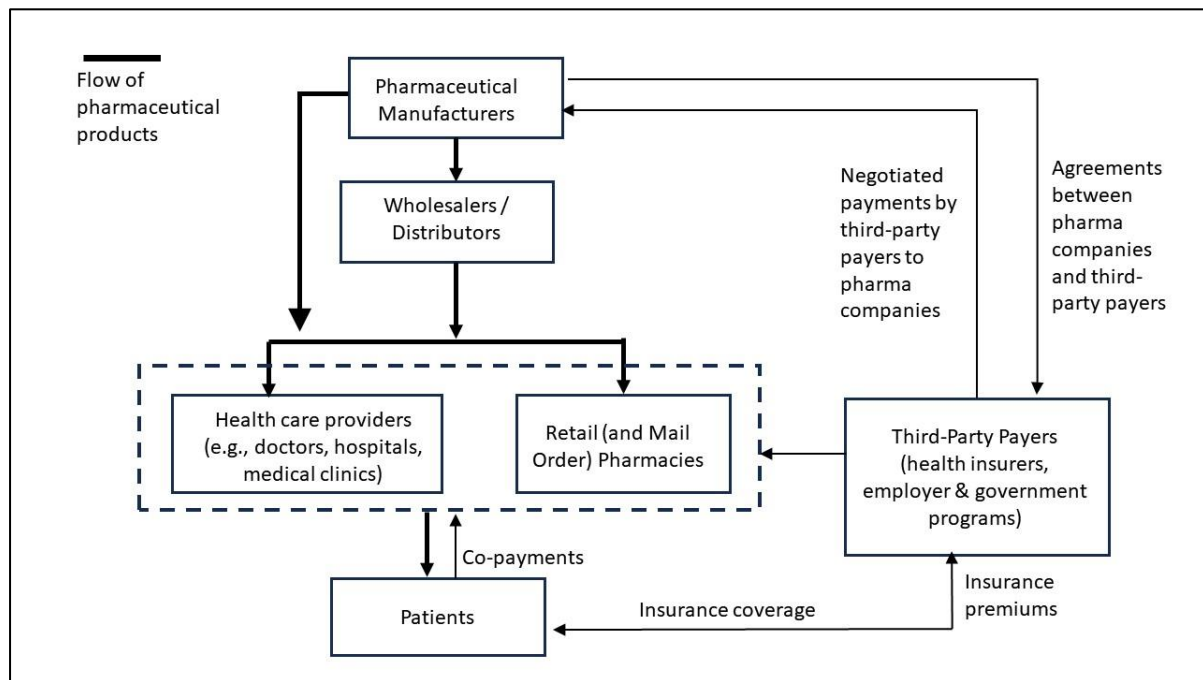 Flow of
pharmaceutical
products
Pharmaceutical
Manufacturers
Wholesalers /
Distributors
Negotiated
payments by
third-party
payers to
pharma
companies
Agreements
between
pharma
companies
and third-
party payers
Health care providers
(e.g., doctors, hospitals,
medical clinics)
Retail (and Mail
Order) Pharmacies
Third-Party Payers
(health insurers,
employer & government
programs)
Co-payments
Patients
Insurance coverage
Insurance
premiums